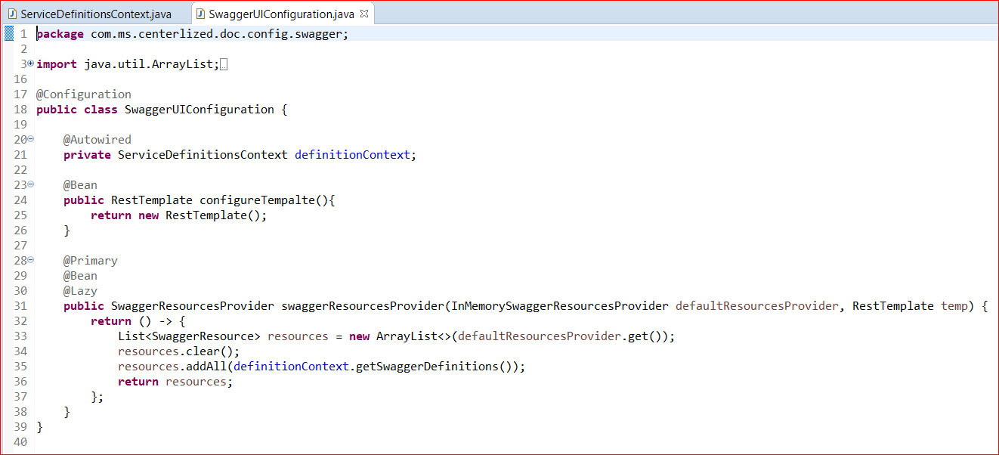 ServiceDefinitionsContext.java SwaggerUIConfiguration.java
1 package com.ms.centerlized.doc.config.swagger;
2
3 import java.util.ArrayList;
16
17 @Configuration
18 public class SwaggerUIConfiguration {
19
20 @Autowired
21 private ServiceDefinitionsContext definitionContext;
22
23 @Bean
24 public RestTemplate configureTempalte(){
25 return new RestTemplate();
26 }
27
28 @Primary
29 @Bean
30 @Lazy
31 public SwaggerResourcesProvider swaggerResourcesProvider(InMemorySwaggerResourcesProvider defaultResourcesProvider, RestTemplate temp) {
32 return () -> {
33 List<SwaggerResource> resources = new ArrayList<>(defaultResourcesProvider.get());
34 resources.clear();
35 resources.addAll(definitionContext.getSwaggerDefinitions());
36 return resources;
37 };
38 }
39 }
40